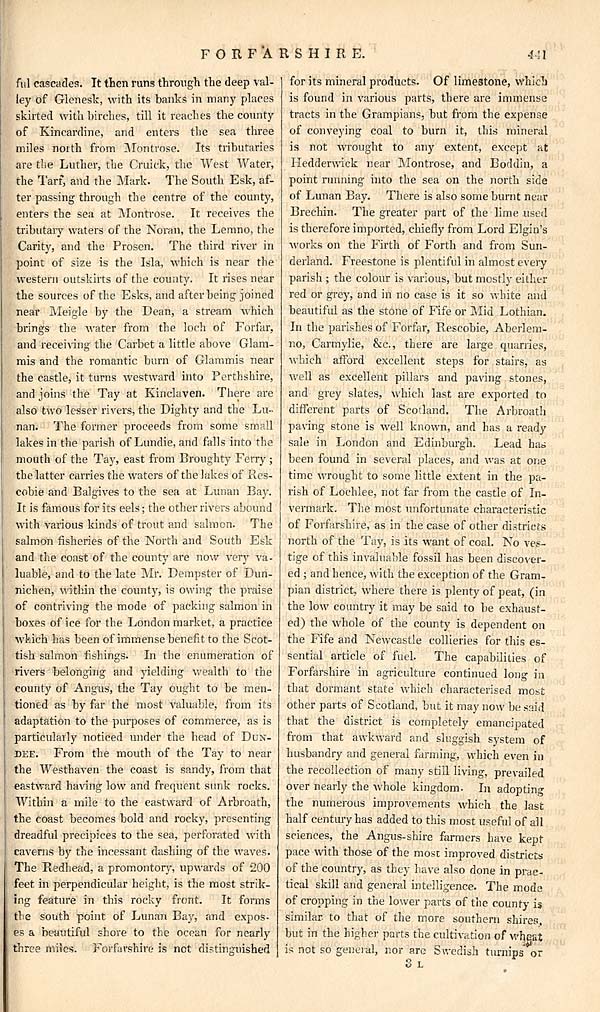 FORFARSHIRE.
441
ful cascades. It then runs through the deep val-
ley of Glenesk, with its banks in many places
skirted with birches, till it reaches the county
of Kincardine, and enters the sea three
miles north from Montrose. Its tributaries
are the Luther, the Cruick, the West Water,
the Tarf, and the Mark. The South Esk, af-
ter passing through the centre of the county,
enters the sea at Montrose. It receives the
tributary waters of the Noran, the Lemno, the
Carity, and the Prosen. The third river in
point of size is the Isla, which is near the
western outskirts of the county. It rises near
the sources of the Esks, and after being joined
near Meigle by the Dean, a stream which
brings the water from the loch of Forfar,
and receiving the Carbet a little above Glam-
mis and the romantic burn of Glammis near
the castle, it turns westward into Perthshire,
and joins the Tay at Kinclaven. There are
also two lesser rivers, the Dighty and the Lu-
nan. The former proceeds from some small
lakes in the parish of Lundie, and falls into the
mouth of the Tay, east from Broughty Ferry;
the latter carries the waters of the lakes of Res-
cobie and Balgives to the sea at Lunan Bay.
It is famous for its eels; the other rivers abound
with various kinds of trout and salmon. The
salmon fisheries of the North and South Esk
and the coast of the county are now very va-
luable, and to the late Mr. Dempster of Dun-
nichen, within the county, is owing the praise
of contriving the mode of packing salmon in
boxes of ice for the London market, a practice
which has been of immense benefit to the Scot-
tish salmon fishings. In the enumeration of
rivers belonging and yielding wealth to the
county of Angus, the Tay ought to be men-
tioned as by far the most valuable, from its
adaptation to the purposes of commerce, as is
particularly noticed under the head of DUN-
DEE. From the mouth of the Tay to near
the Westhaven the coast is sandy, from that
eastward having low and frequent sunk rocks.
Within a mile to the eastward of Arbroath,
the coast becomes bold and rocky, presenting
dreadful precipices to the sea, perforated with
caverns by the incessant dashing of the waves.
The Redhead, a promontory, upwards of 200
feet in perpendicular height, is the most strik-
ing feature in this rocky front. It forms
the south point of Lunan Bay, and expos-
es a beautiful shore to the ocean for nearly
three miles. Forfarshire is not distinguished
for its mineral products. Of limestone, which
is found in various parts, there are immense
tracts in the Grampians, but from the expense
of conveying coal to burn it, this mineral
is not wrought to any extent, except at
Hedderwick near Montrose, and Boddin, a
point running into the sea on the north side
of Lunan Bay. There is also some burnt near
Brechin. The greater part of the lime used
is therefore imported, chiefly from Lord Elgin's
works on the Firth of Forth and from Sun-
derland. Freestone is plentiful in almost every
parish; the colour is various, but mostly either
red or grey, and in no case is it so white and
beautiful as the stone of Fife or Mid Lothian.
In the parishes of Forfar, Rescobie, Aberlem-
no, Carmylie, &c., there are large quarries,
which afford excellent steps for stairs, as
well as excellent pillars and paving stones,
and grey slates, which last are exported to
different parts of Scotland. The Arbroath
paving stone is well known, and has a ready
sale in London and Edinburgh. Lead has
been found in several places, and was at one
time wrought to some little extent in the pa-
rish of Lochlee, not far from the castle of In-
vermark. The most unfortunate characteristic
of Forfarshire, as in the case of other districts
north of the Tay, is its want of coal. No ves-
tige of this invaluable fossil has been discover-
ed; and hence, with the exception of the Gram-
pian district, where there is plenty of peat, (in
the low country it may be said to be exhaust-
ed) the whole of the county is dependent on
the Fife and Newcastle collieries for this es-
sential article of fuel. The capabilities of
Forfarshire in agriculture continued long in
that dormant state which characterised most
other parts of Scotland, but it may now be said
that the district is completely emancipated
from that awkward and sluggish system of
husbandry and general farming, which even in
the recollection of many still living, prevailed
over nearly the whole kingdom. In adopting
the numerous improvements which the last
half century has added to this most useful of all
sciences, the Angus-shire farmers have kept
pace with those of the most improved districts
of the country, as they have also done in prac-
tical skill and general intelligence. The mode
of cropping in the lower parts of the county is
similar to that of the more southern shires,
but in the higher parts the cultivation of wheat
is not so general, nor are Swedish turnips or
3 L